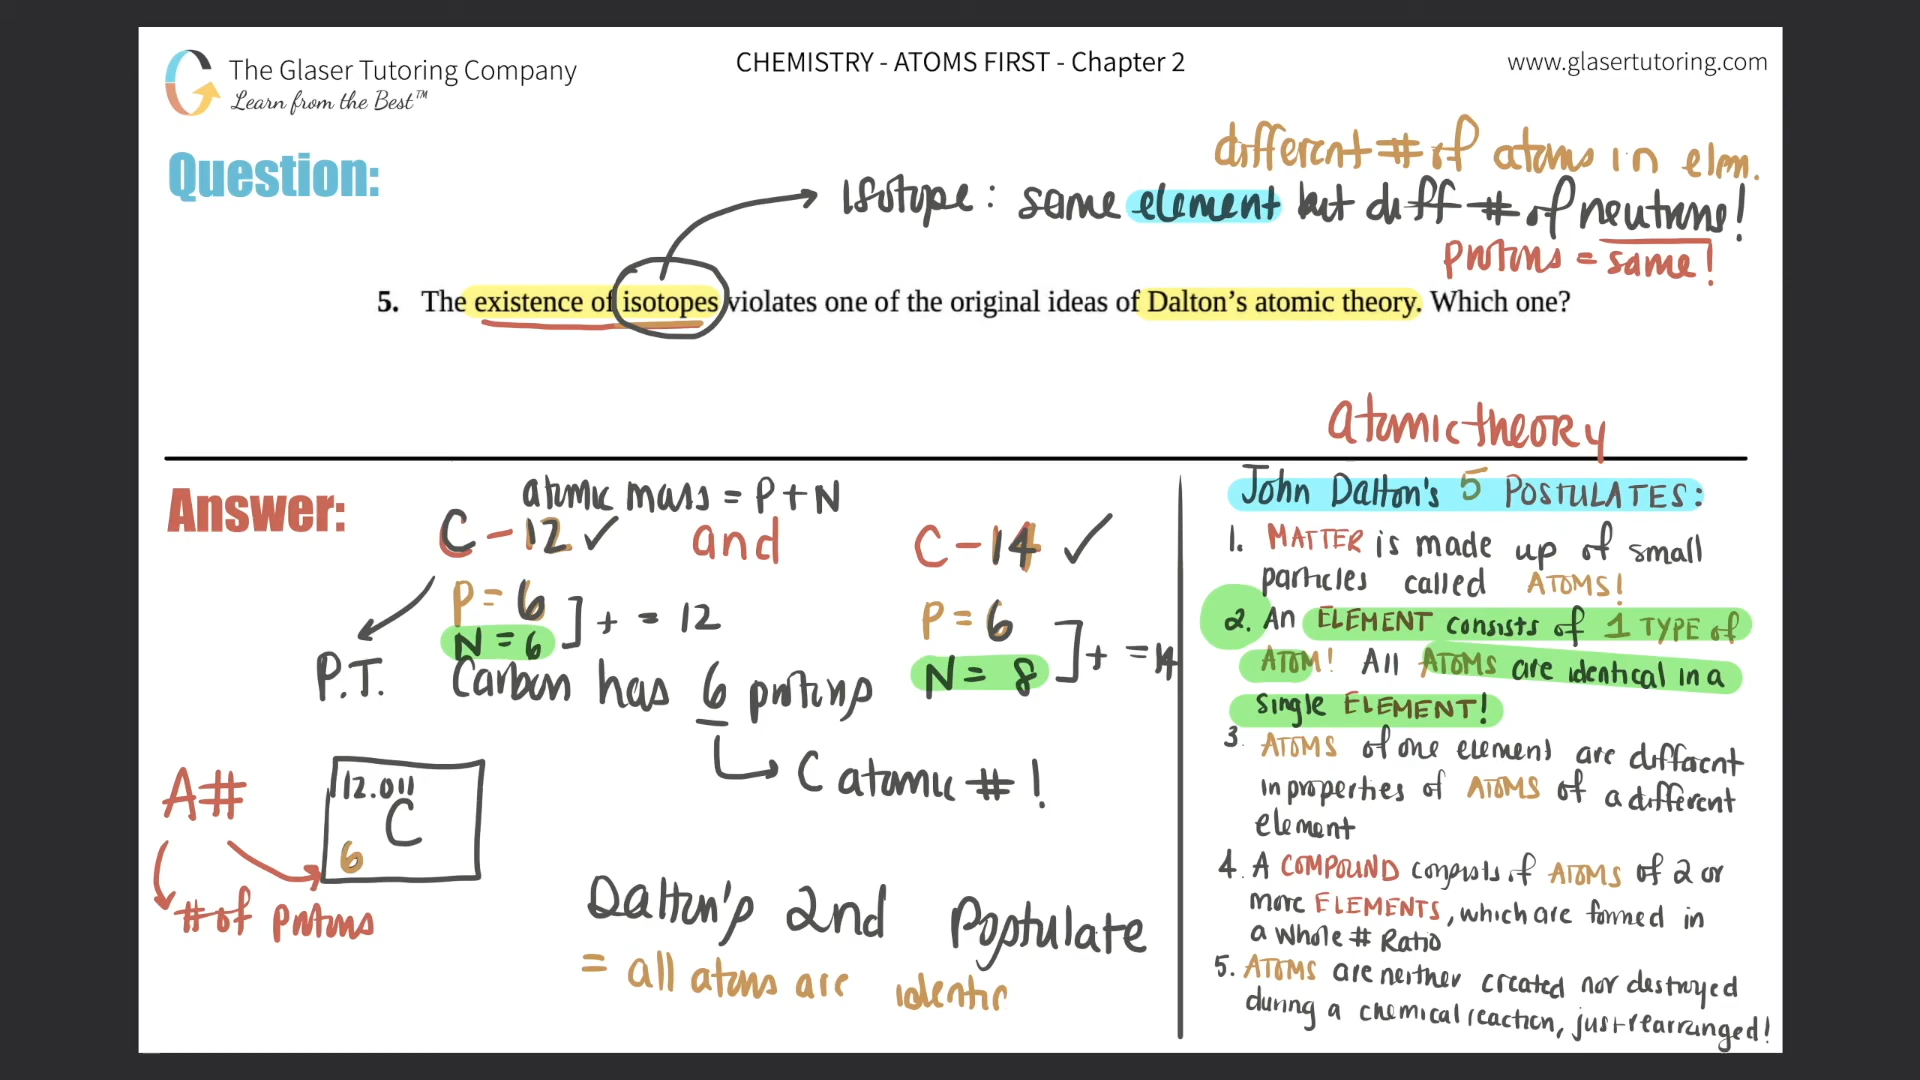 The Glaser Tutoring Company
Learn from the Best™
CHEMISTRY - ATOMS FIRST - Chapter 2
www.glasertutoring.com
Question:
different # of atoms in elem.
Isotope: same element but diff # of neutrons!
protons = same!
5. The existence of isotopes violates one of the original ideas of Dalton's atomic theory. Which one?
atomic theory
Answer:
atomic mass = P + N
C - 12 ✓ and C - 14 ✓
P = 6
N = 6
] + = 12
P = 6
N = 8
] + = 14
P.T. Carbon has 6 protons
C atomic # !
A#
# of protons
12.011
C
6
Dalton's 2nd Postulate
= all atoms are identic
John Dalton's 5 POSTULATES:
1. MATTER is made up of small
particles called ATOMS!
2. An ELEMENT consists of 1 TYPE of
ATOM! All ATOMS are identical in a
single ELEMENT!
3. ATOMS of one element are different
in properties of ATOMS of a different
element
4. A COMPOUND consists of ATOMS of 2 or
more ELEMENTS, which are formed in
a whole # Ratio
5. ATOMS are neither created nor destroyed
during a chemical reaction, just rearranged!